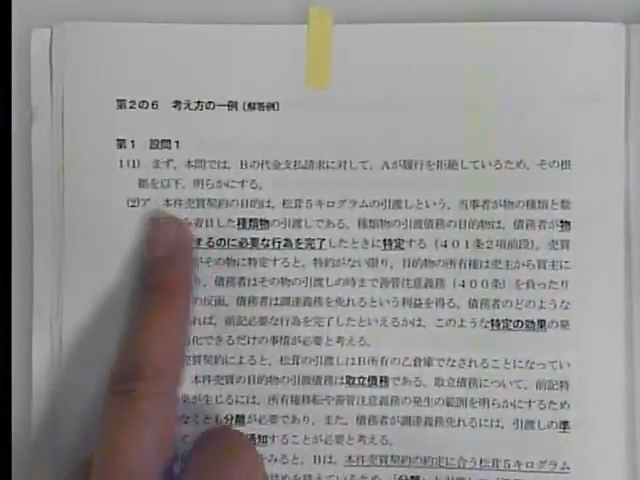 第2の6 考え方の一例〔解答例〕
第1 設問1
1(1) まず、本問では、Bの代金支払請求に対して、Aが履行を拒絶しているため、その根
拠を以下、明らかにする。
(2)ア 本件売買契約の目的は、松茸5キログラムの引渡しという、当事者が物の種類と数
着目した種類物の引渡しである。種類物の引渡債務の目的物は、債務者が物
するのに必要な行為を完了したときに特定する(401条2項前段)。売買
がその物に特定すると、特約がない限り、目的物の所有権は売主から買主に
り、債務者はその物の引渡しの時まで善管注意義務(400条)を負ったり
の反面、債務者は調達義務を免れるという利益を得る。債務者のどのような
れば、前記必要な行為を完了したといえるかは、このような特定の効果の発
化できるだけの事情が必要と考える。
売買契約によると、松茸の引渡しはB所有の乙倉庫でなされることになってい
本件売買の目的物の引渡債務は取立債務である。取立債務について、前記特
果が生じるには、所有権移転や善管注意義務の発生の範囲を明らかにするため
なくとも分離が必要であり、また、債務者が調達義務免れるには、引渡しの準
通知することが必要と考える。
をみると、Bは、本件売買契約の約定に合う松茸5キログラム